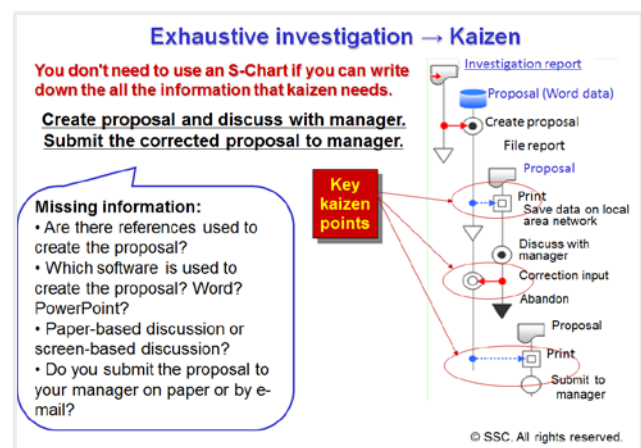 Exhaustive investigation → Kaizen
You don't need to use an S-Chart if you can write
down the all the information that kaizen needs.
Create proposal and discuss with manager.
Submit the corrected proposal to manager.
Missing information:
• Are there references used to
create the proposal?
• Which software is used to
create the proposal? Word?
PowerPoint?
• Paper-based discussion or
screen-based discussion?
• Do you submit the proposal to
your manager on paper or by e-
mail?
Key
kaizen
points
Investigation report
Proposal (Word data)
Create proposal
File report
Proposal
Print
Save data on local
area network
Discuss with
manager
Correction input
Abandon
Proposal
Print
Submit to
manager
© SSC. All rights reserved.